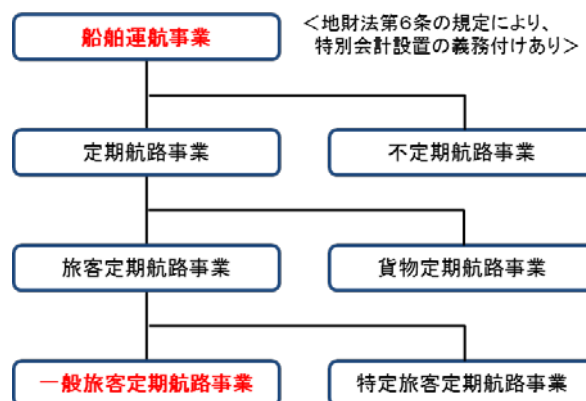 船舶運航事業
＜地財法第６条の規定により、
特別会計設置の義務付けあり＞
定期航路事業
不定期航路事業
旅客定期航路事業
貨物定期航路事業
一般旅客定期航路事業
特定旅客定期航路事業